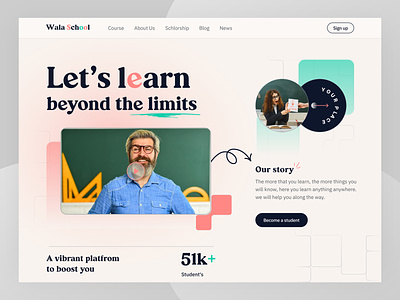 Wala School
Course
About Us
Schlorship
Blog
News
Sign up
Let's learn
beyond the limits
YOUR PLACE
Our story
The more that you learn, the more things you
will know, here you learn anything anywhere.
we will help you along the way.
Become a student
A vibrant platfrom
to boost you
51k+
Student's